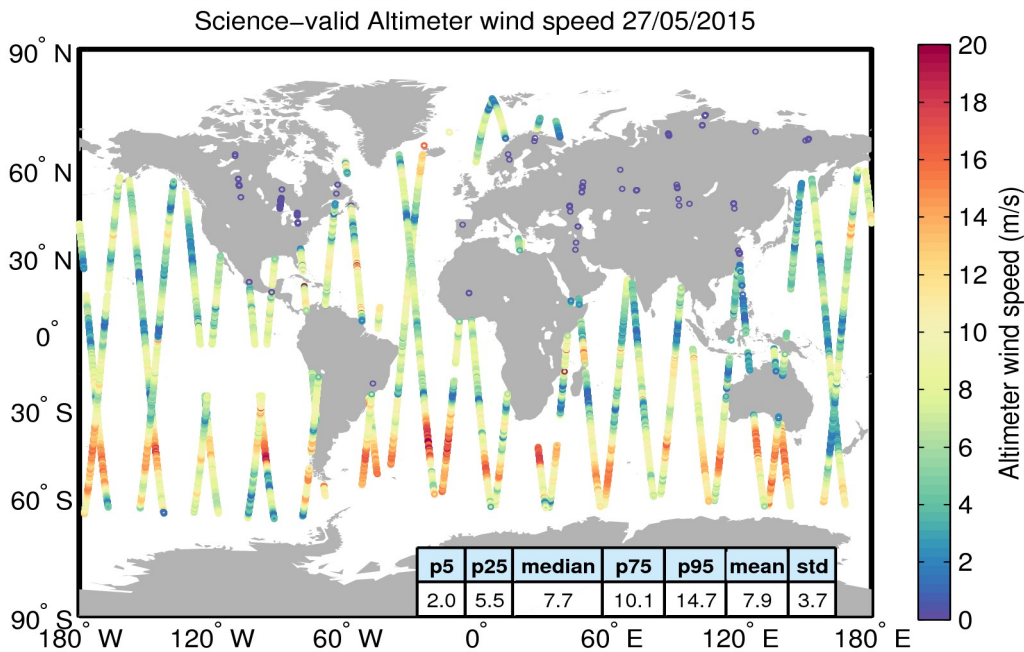 Science-valid Altimeter wind speed 27/05/2015
90° N
60° N
30° N
0°
30° S
60° S
90° S
180° W
120° W
60° W
0°
60° E
120° E
180° E
p5 p25 median p75 p95 mean std
2.0 5.5 7.7 10.1 14.7 7.9 3.7
20
18
16
14
12
10
8
6
4
2
0
Altimeter wind speed (m/s)